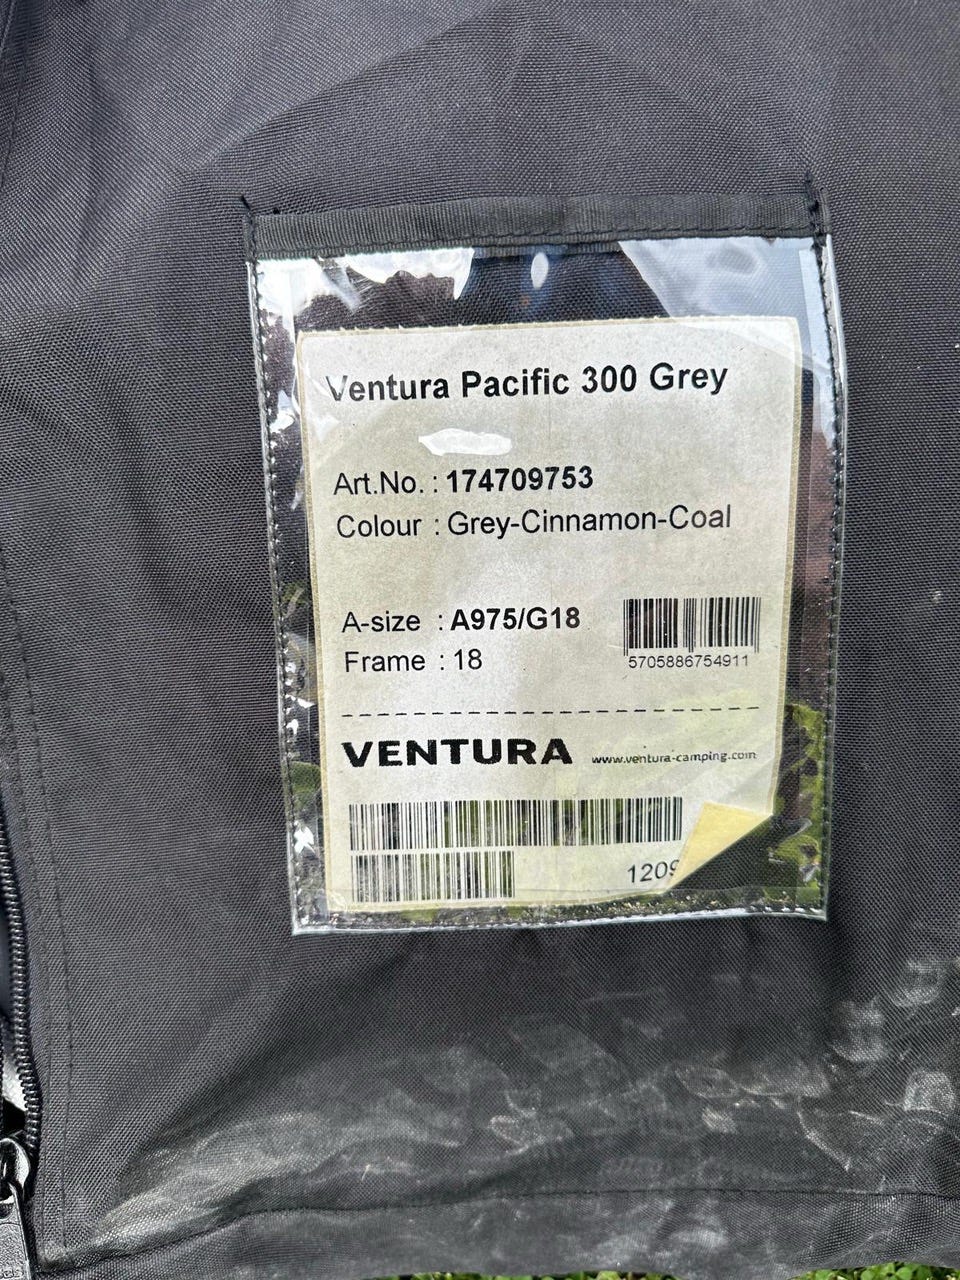 Ventura Pacific 300 Grey
Art.No. : 174709753
Colour : Grey-Cinnamon-Coal
A-size : A975/G18
Frame : 18
5705886754911
VENTURA www.ventura-camping.com